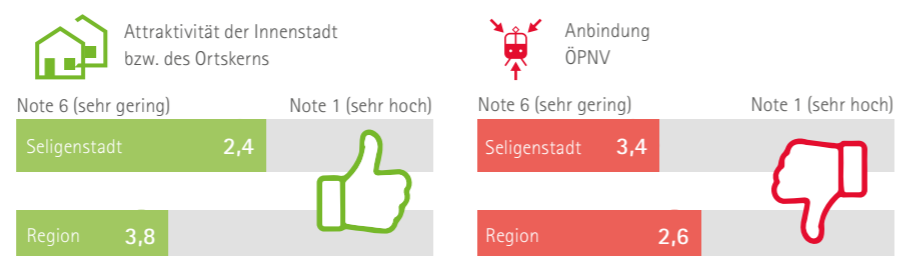 Attraktivität der Innenstadt
bzw. des Ortskerns
Note 6 (sehr gering) Note 1 (sehr hoch)
Seligenstadt 2,4
Region 3,8
Anbindung
ÖPNV
Note 6 (sehr gering) Note 1 (sehr hoch)
Seligenstadt 3,4
Region 2,6